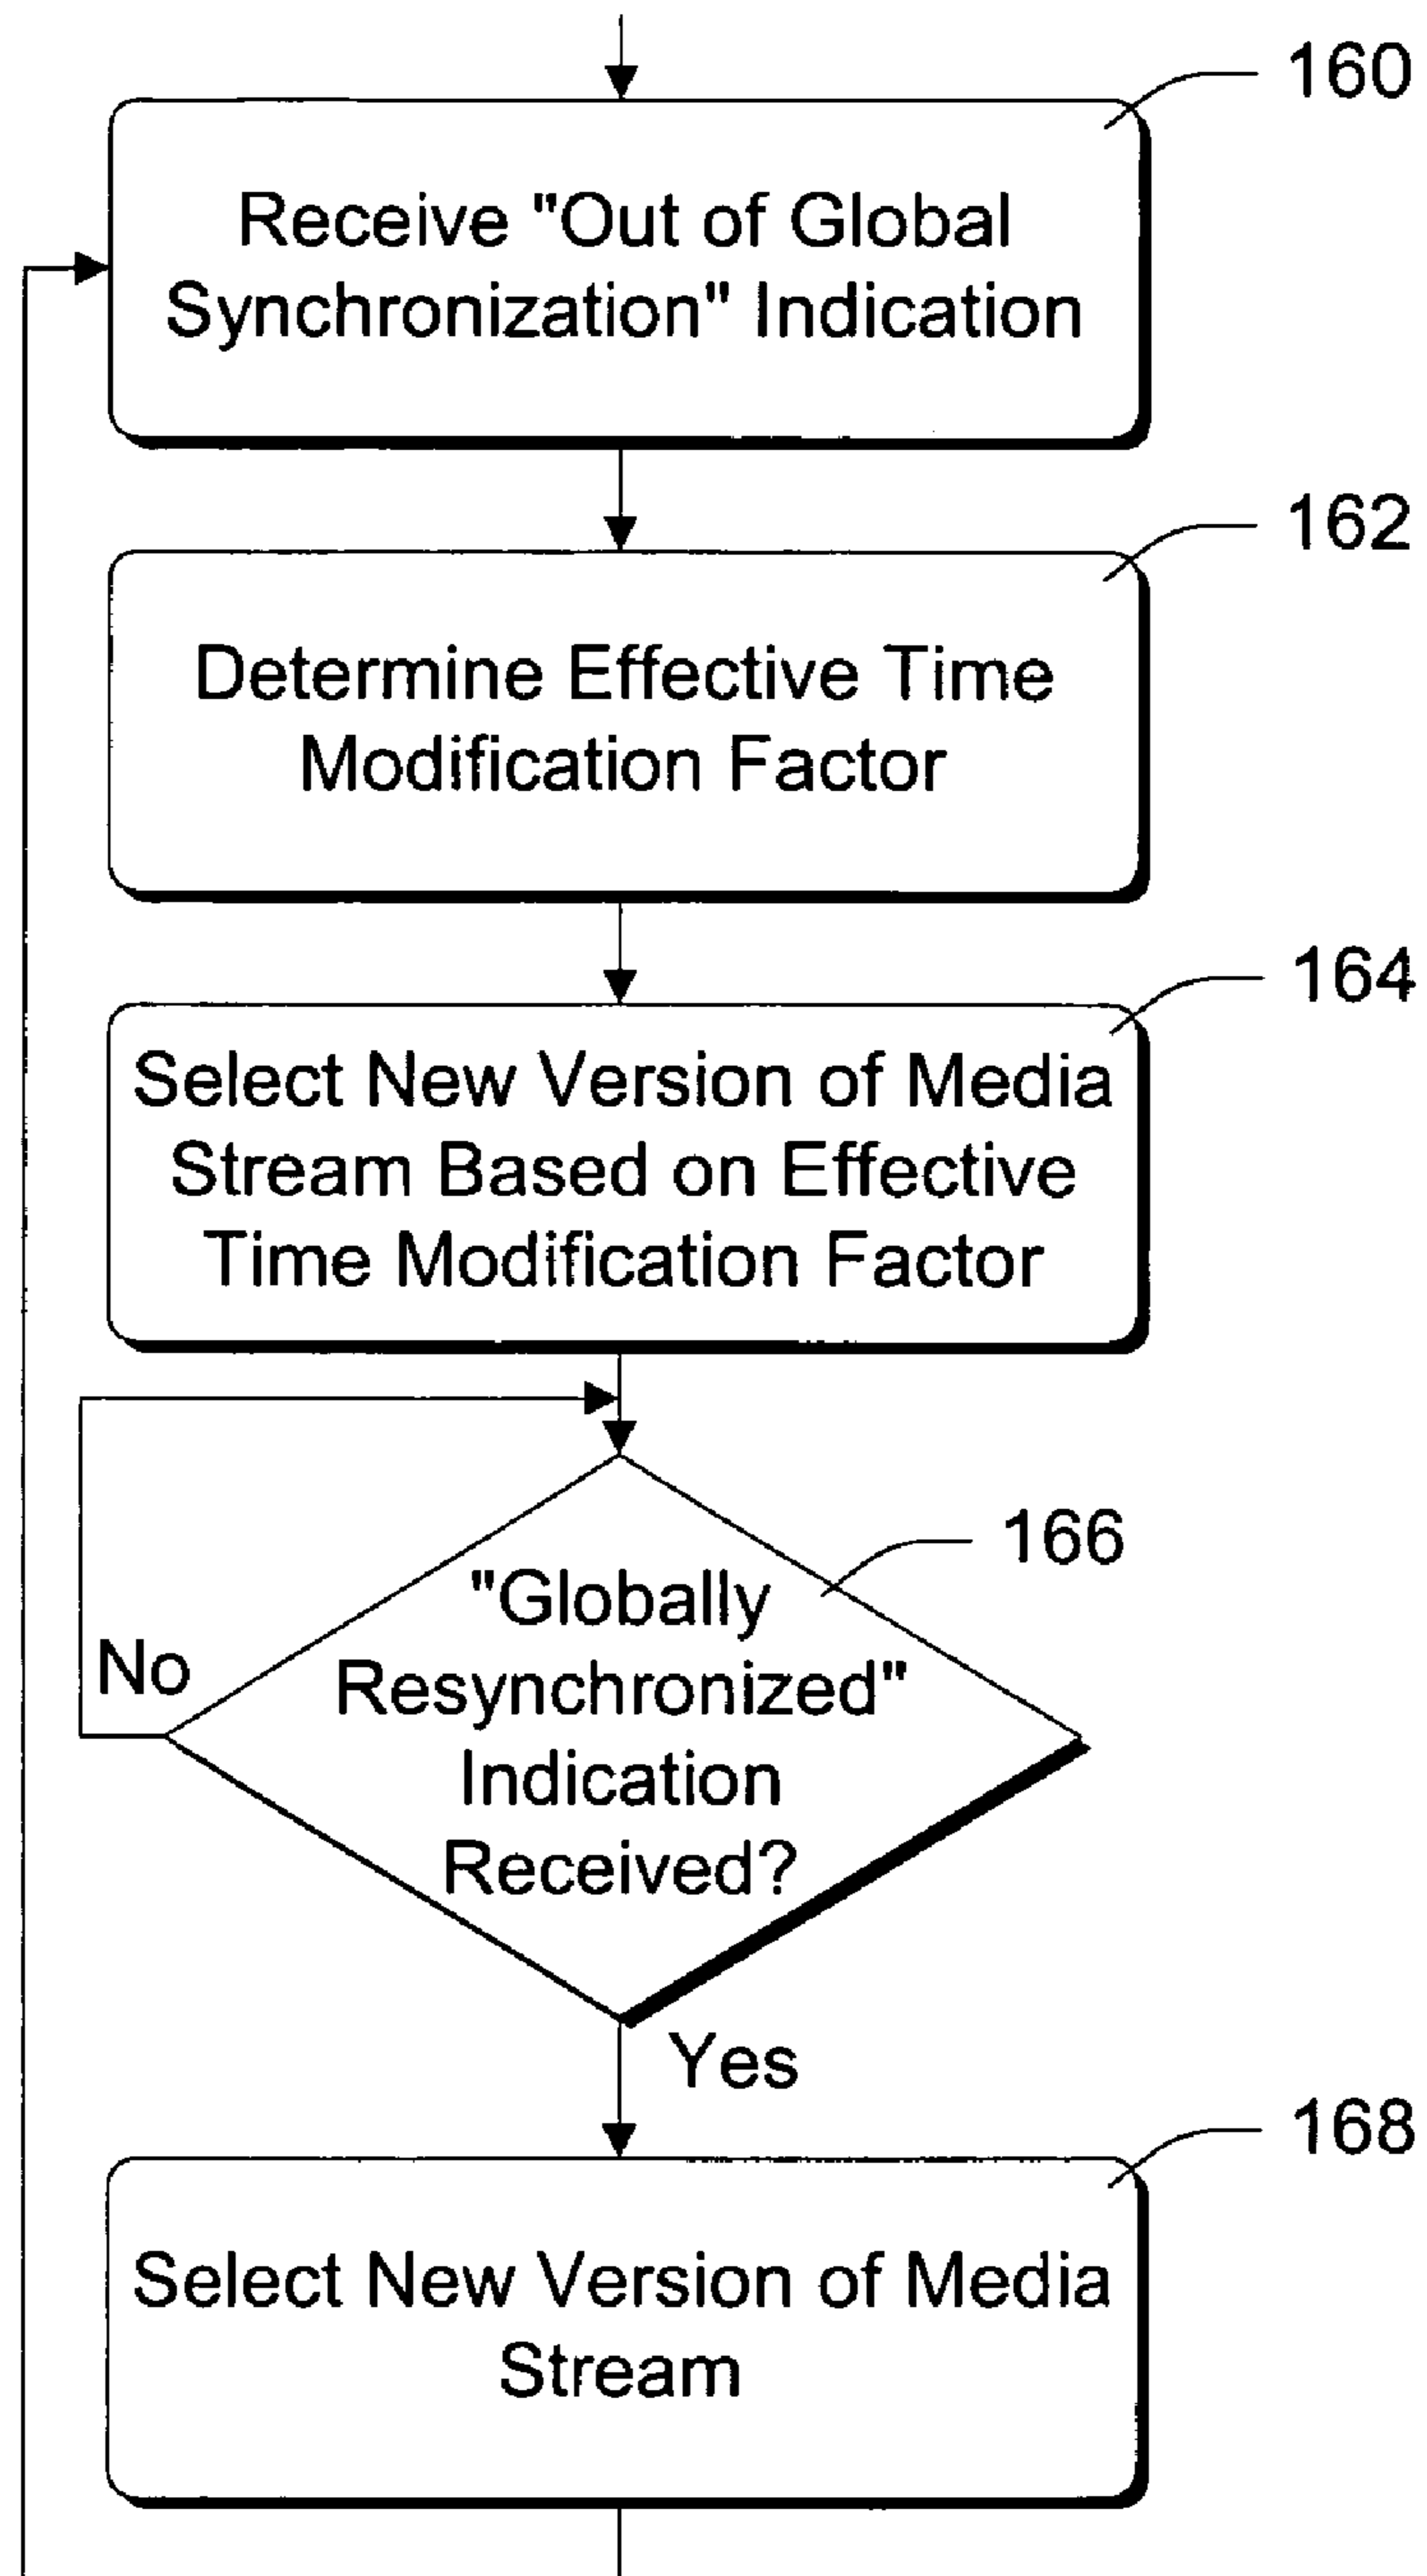 160
Receive "Out of Global
Synchronization" Indication
162
Determine Effective Time
Modification Factor
164
Select New Version of Media
Stream Based on Effective
Time Modification Factor
166
"Globally
Resynchronized"
Indication
Received?
No
Yes
168
Select New Version of Media
Stream